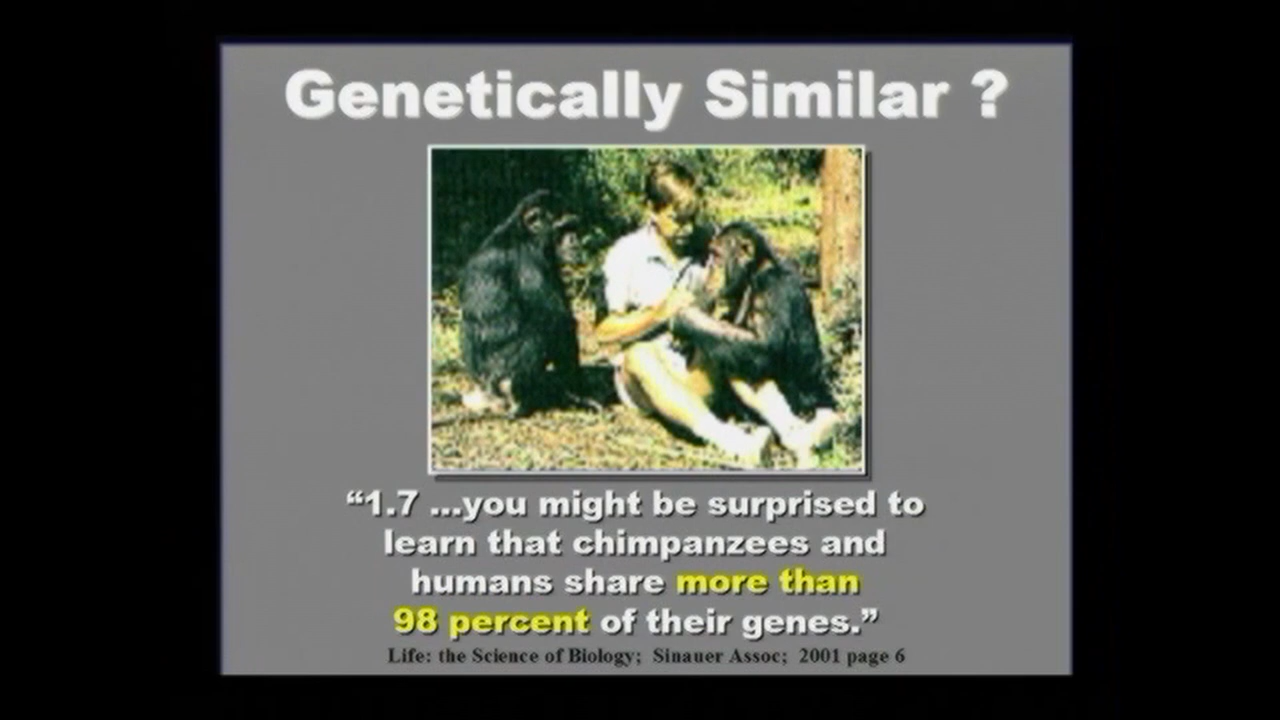 Genetically Similar ?
“1.7 ...you might be surprised to
learn that chimpanzees and
humans share more than
98 percent of their genes.”
Life: the Science of Biology; Sinauer Assoc; 2001 page 6